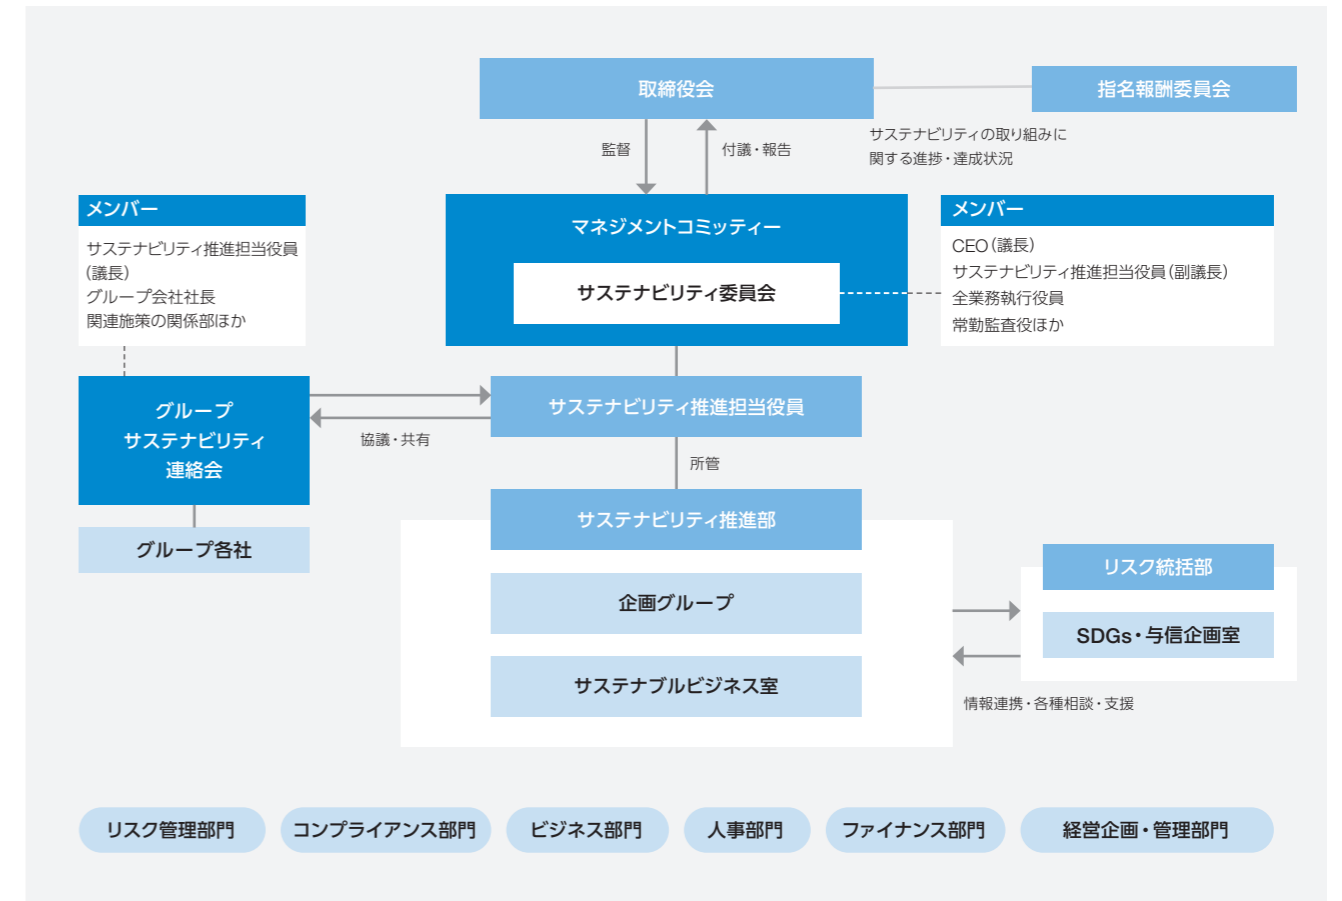 取締役会
指名報酬委員会
監督
付議・報告
サステナビリティの取り組みに
関する進捗・達成状況
メンバー
サステナビリティ推進担当役員
(議長)
グループ会社社長
関連施策の関係部ほか
マネジメントコミッティー
サステナビリティ委員会
メンバー
CEO(議長)
サステナビリティ推進担当役員(副議長)
全業務執行役員
常勤監査役ほか
グループ
サステナビリティ
連絡会
協議・共有
サステナビリティ推進担当役員
所管
グループ各社
サステナビリティ推進部
企画グループ
サステナブルビジネス室
リスク統括部
SDGs・与信企画室
情報連携・各種相談・支援
リスク管理部門
コンプライアンス部門
ビジネス部門
人事部門
ファイナンス部門
経営企画・管理部門